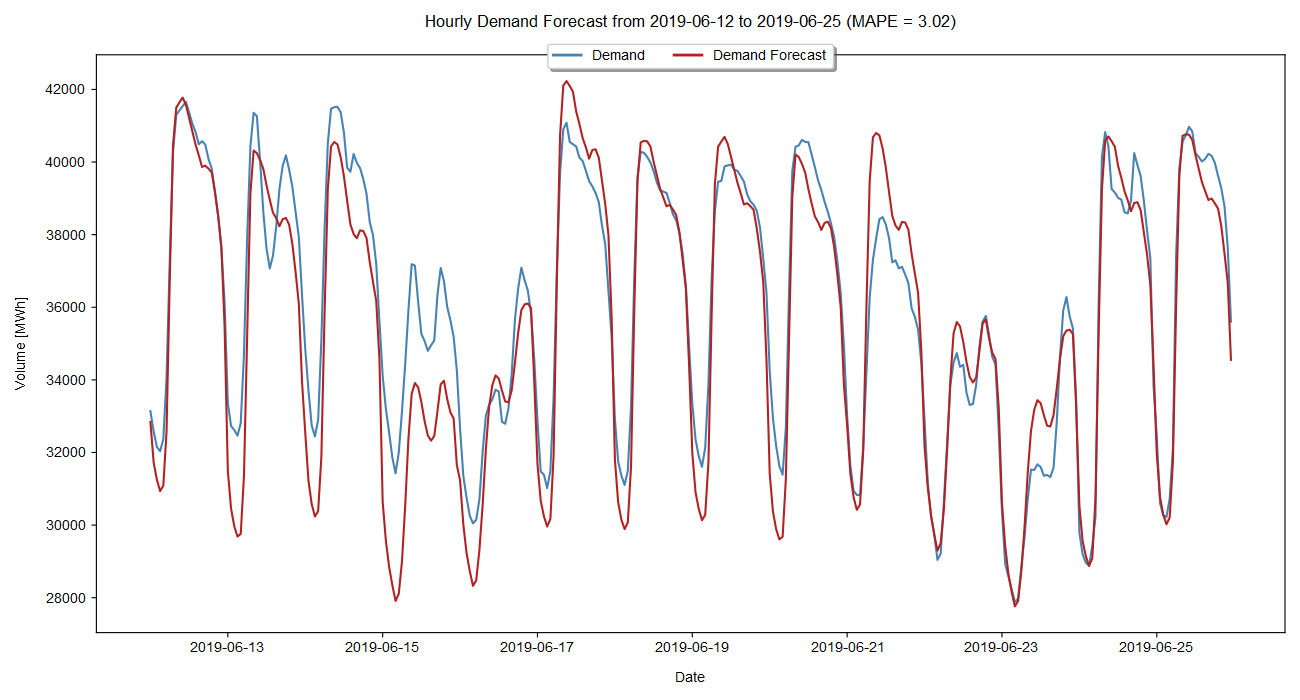 Hourly Demand Forecast from 2019-06-12 to 2019-06-25 (MAPE = 3.02)
Demand Demand Forecast
42000
40000
38000
36000
34000
32000
30000
28000
Volume [MWh]
2019-06-13 2019-06-15 2019-06-17 2019-06-19 2019-06-21 2019-06-23 2019-06-25
Date